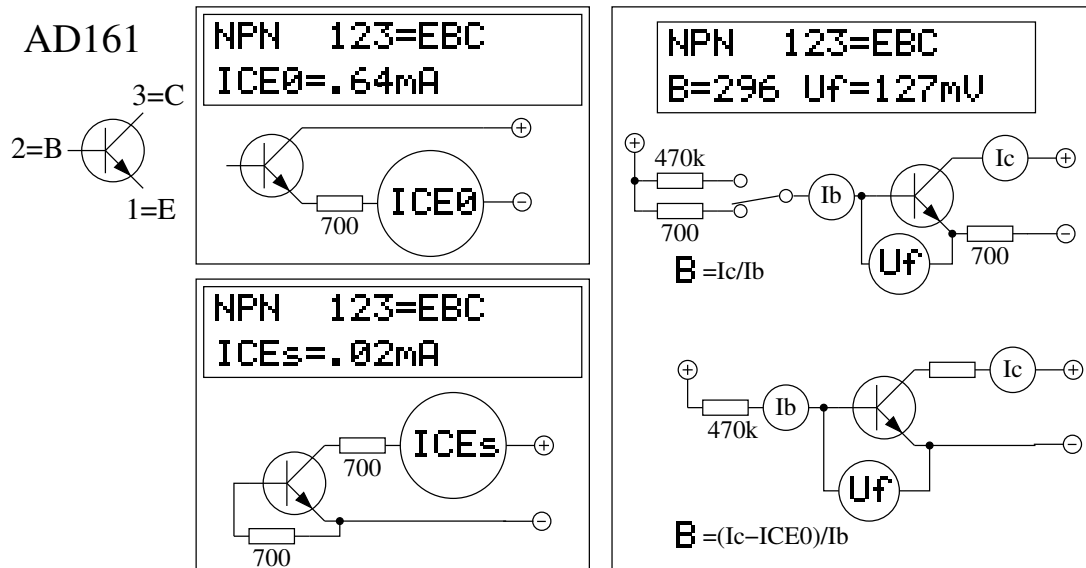 AD161
3=C
2=B
1=E
NPN 123=EBC
ICE0=.64mA
+
ICE0
−
700
NPN 123=EBC
ICEs=.02mA
ICEs
+
700
−
700
NPN 123=EBC
B=296 Uf=127mV
+
470k
700
Ib
Ic
+
−
Uf
700
B =Ic/Ib
+
470k
Ib
Ic
+
−
Uf
B =(Ic−ICE0)/Ib